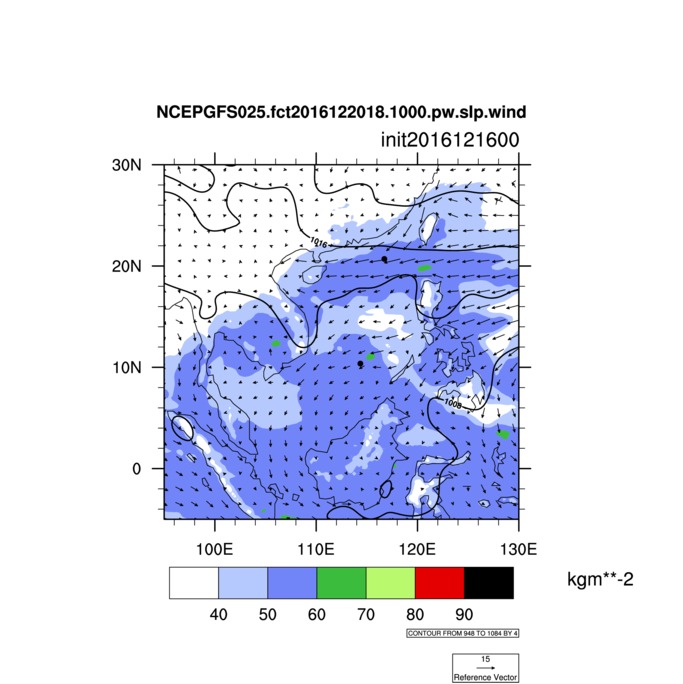 NCEPGFS025.fct2016122018.1000.pw.slp.wind
init2016121600
30N
1016
20N
10N
1008
0
100E 110E 120E 130E
kgm**-2
40 50 60 70 80 90
CONTOUR FROM 948 TO 1084 BY 4
15
Reference Vector